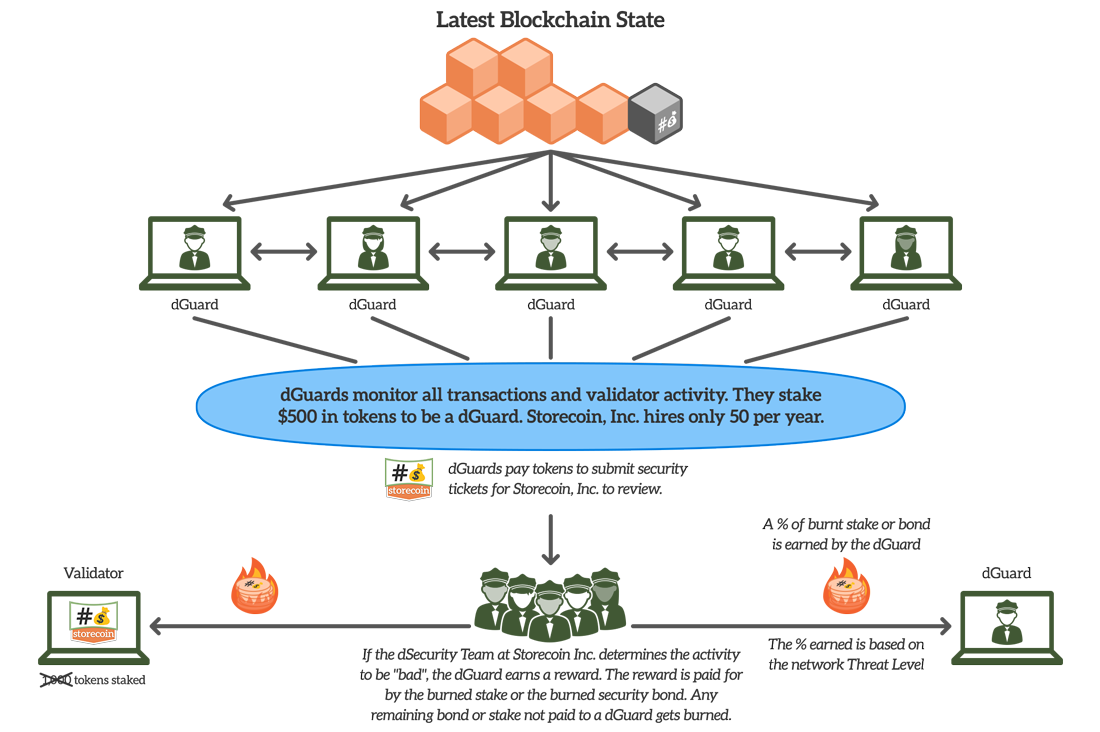 Latest Blockchain State
#💰
dGuard
dGuard
dGuard
dGuard
dGuard
dGuards monitor all transactions and validator activity. They stake
$500 in tokens to be a dGuard. Storecoin, Inc. hires only 50 per year.
#💰
storecoin
dGuards pay tokens to submit security
tickets for Storecoin, Inc. to review.
A % of burnt stake or bond
is earned by the dGuard
Validator
#💰
storecoin
1,000 tokens staked
dGuard
The % earned is based on
the network Threat Level
If the dSecurity Team at Storecoin Inc. determines the activity
to be "bad", the dGuard earns a reward. The reward is paid for
by the burned stake or the burned security bond. Any
remaining bond or stake not paid to a dGuard gets burned.